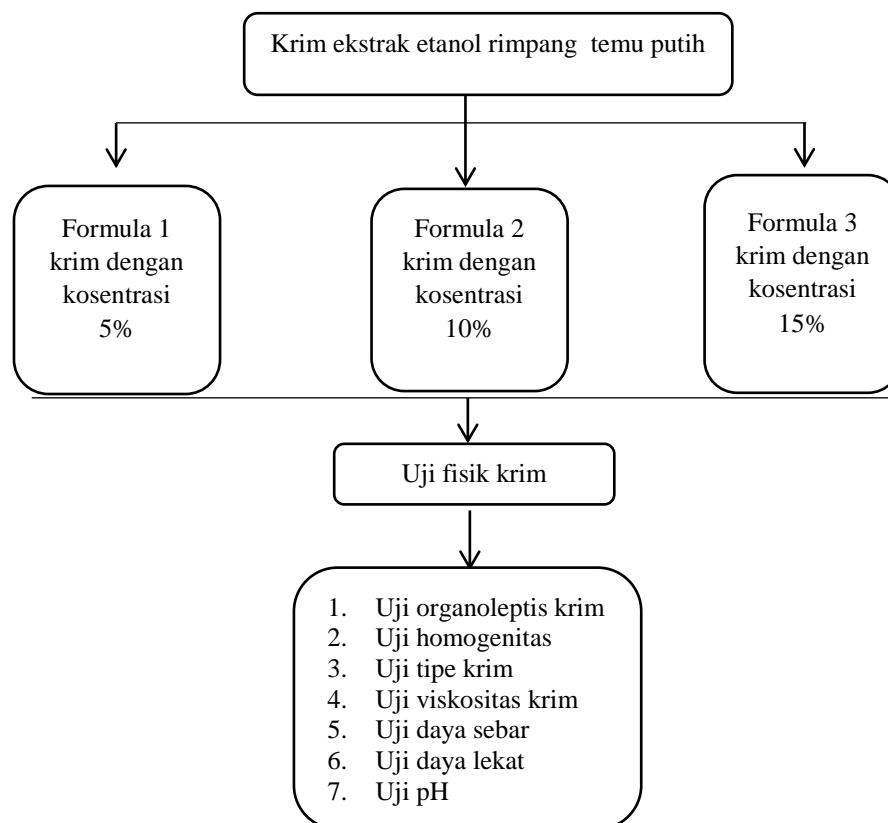 Krim ekstrak etanol rimpang temu putih
Formula 1
krim dengan
kosentrasi
5%
Formula 2
krim dengan
kosentrasi
10%
Formula 3
krim dengan
kosentrasi
15%
Uji fisik krim
1. Uji organoleptis krim
2. Uji homogenitas
3. Uji tipe krim
4. Uji viskositas krim
5. Uji daya sebar
6. Uji daya lekat
7. Uji pH